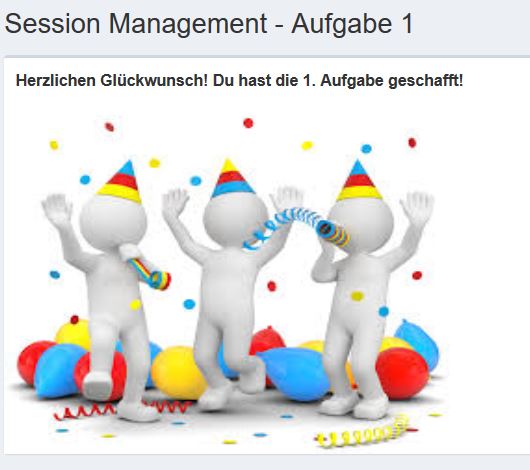 Session Management - Aufgabe 1
Herzlichen Glückwunsch! Du hast die 1. Aufgabe geschafft!